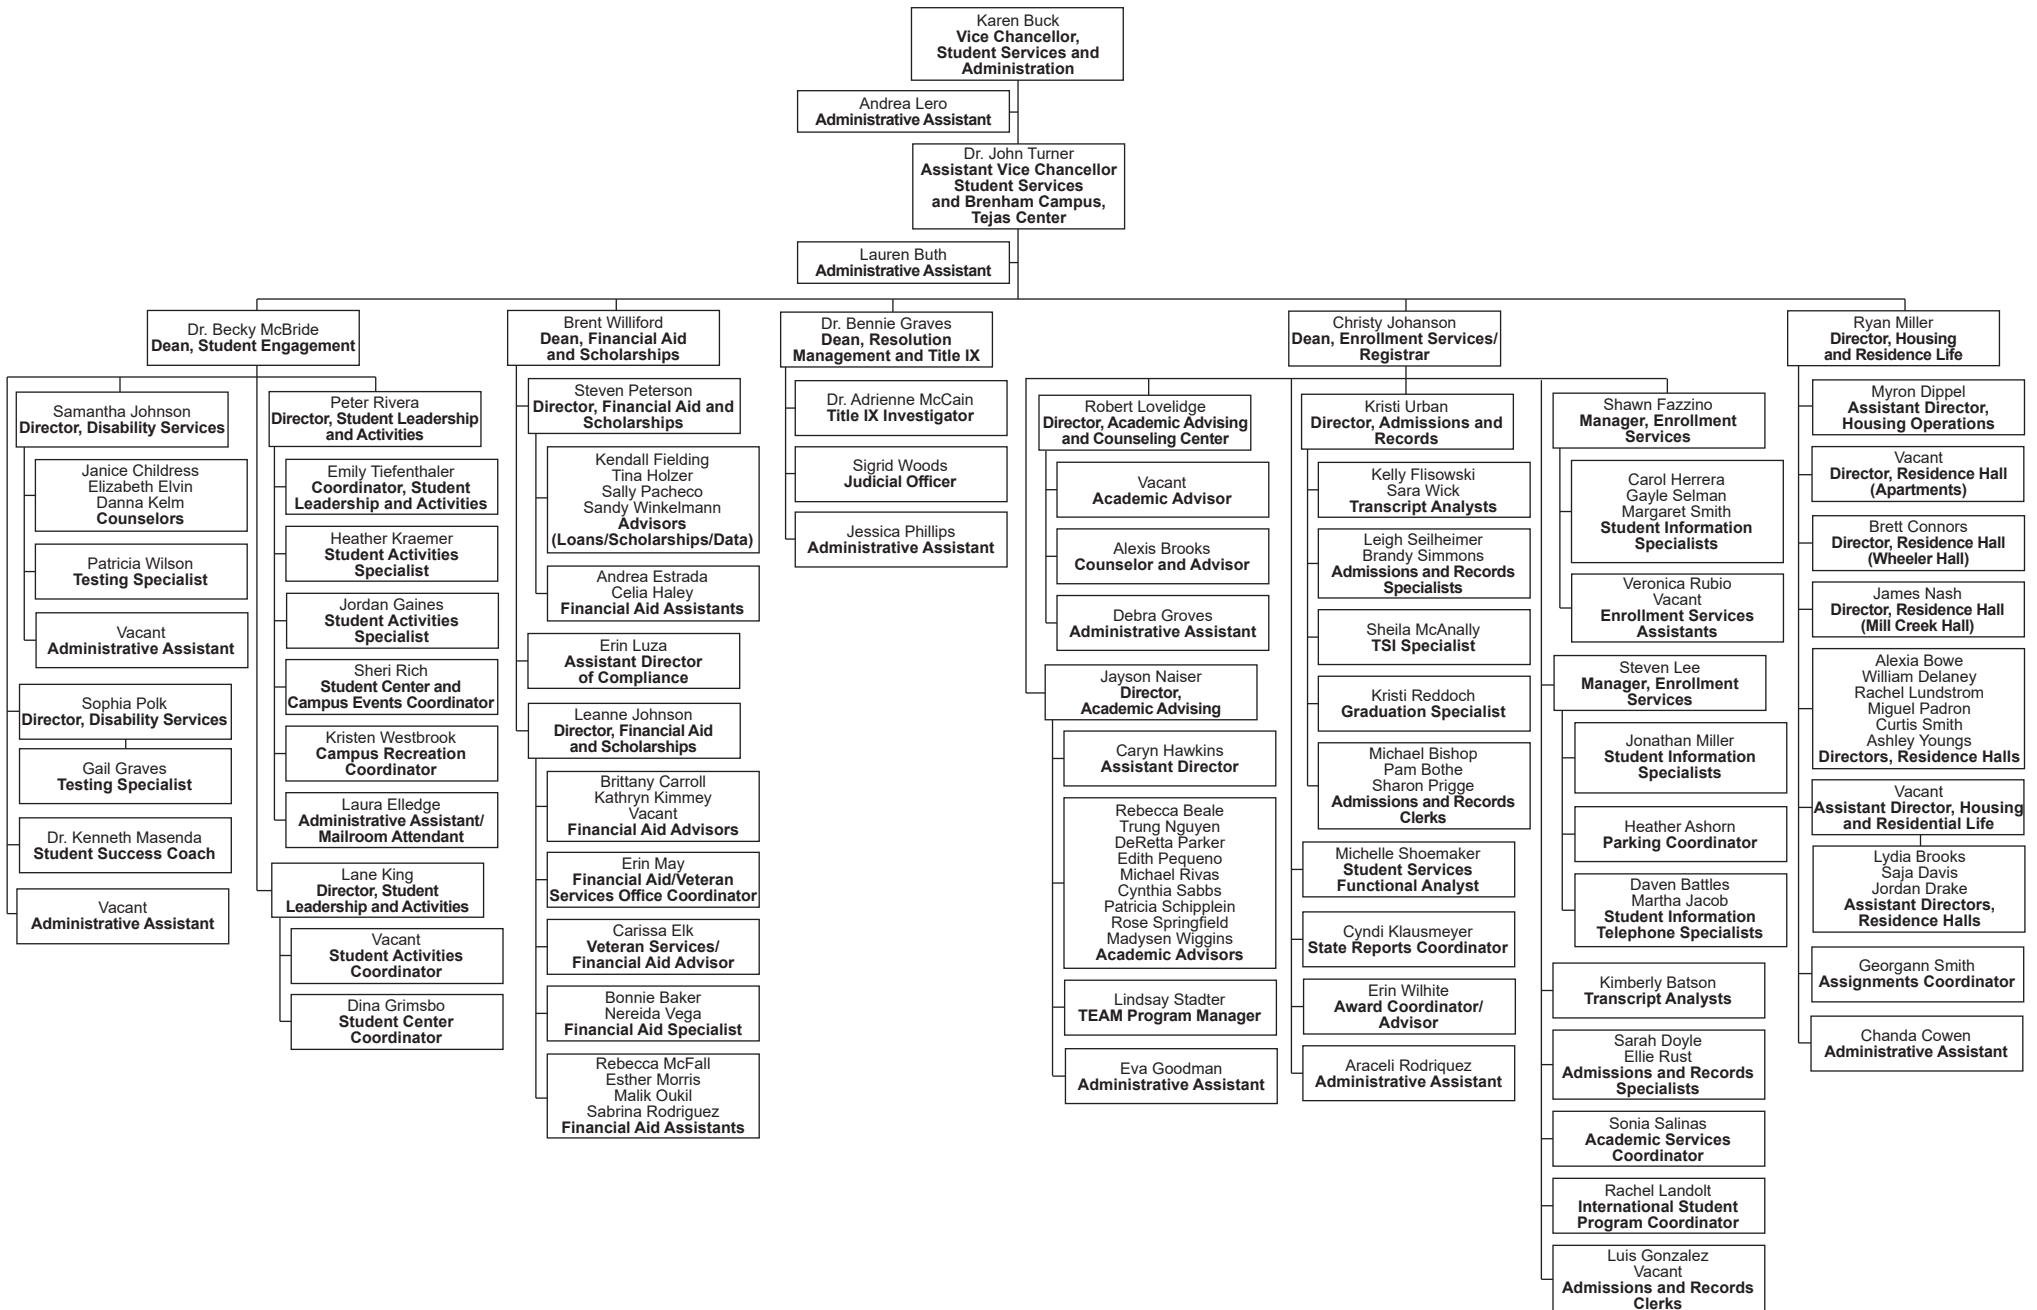 Karen Buck
Vice Chancellor,
Student Services and
Administration
Andrea Lero
Administrative Assistant
Dr. John Turner
Assistant Vice Chancellor
Student Services
and Brenham Campus,
Tejas Center
Lauren Buth
Administrative Assistant
Dr. Becky McBride
Dean, Student Engagement
Samantha Johnson
Director, Disability Services
Janice Childress
Elizabeth Elvin
Danna Kelm
Counselors
Patricia Wilson
Testing Specialist
Vacant
Administrative Assistant
Sophia Polk
Director, Disability Services
Gail Graves
Testing Specialist
Dr. Kenneth Masenda
Student Success Coach
Vacant
Administrative Assistant
Peter Rivera
Director, Student Leadership
and Activities
Emily Tiefenthaler
Coordinator, Student
Leadership and Activities
Heather Kraemer
Student Activities
Specialist
Jordan Gaines
Student Activities
Specialist
Sheri Rich
Student Center and
Campus Events Coordinator
Kristen Westbrook
Campus Recreation
Coordinator
Laura Elledge
Administrative Assistant/
Mailroom Attendant
Lane King
Director, Student
Leadership and Activities
Vacant
Student Activities
Coordinator
Dina Grimsbo
Student Center
Coordinator
Brent Williford
Dean, Financial Aid
and Scholarships
Steven Peterson
Director, Financial Aid and
Scholarships
Kendall Fielding
Tina Holzer
Sally Pacheco
Sandy Winkelmann
Advisors
(Loans/Scholarships/Data)
Andrea Estrada
Celia Haley
Financial Aid Assistants
Erin Luza
Assistant Director
of Compliance
Leanne Johnson
Director, Financial Aid
and Scholarships
Brittany Carroll
Kathryn Kimmey
Vacant
Financial Aid Advisors
Erin May
Financial Aid/Veteran
Services Office Coordinator
Carissa Elk
Veteran Services/
Financial Aid Advisor
Bonnie Baker
Nereida Vega
Financial Aid Specialist
Rebecca McFall
Esther Morris
Malik Oukil
Sabrina Rodriguez
Financial Aid Assistants
Dr. Bennie Graves
Dean, Resolution
Management and Title IX
Dr. Adrienne McCain
Title IX Investigator
Sigrid Woods
Judicial Officer
Jessica Phillips
Administrative Assistant
Christy Johanson
Dean, Enrollment Services/
Registrar
Robert Lovelidge
Director, Academic Advising
and Counseling Center
Vacant
Academic Advisor
Alexis Brooks
Counselor and Advisor
Debra Groves
Administrative Assistant
Jayson Naiser
Director,
Academic Advising
Caryn Hawkins
Assistant Director
Rebecca Beale
Trung Nguyen
DeRetta Parker
Edith Pequeno
Michael Rivas
Cynthia Sabbs
Patricia Schipplein
Rose Springfield
Madysen Wiggins
Academic Advisors
Lindsay Stadter
TEAM Program Manager
Eva Goodman
Administrative Assistant
Kristi Urban
Director, Admissions and
Records
Kelly Flisowski
Sara Wick
Transcript Analysts
Leigh Seilheimer
Brandy Simmons
Admissions and Records
Specialists
Sheila McAnally
TSI Specialist
Kristi Reddoch
Graduation Specialist
Michael Bishop
Pam Bothe
Sharon Prigge
Admissions and Records
Clerks
Michelle Shoemaker
Student Services
Functional Analyst
Cyndi Klausmeyer
State Reports Coordinator
Erin Wilhite
Award Coordinator/
Advisor
Araceli Rodriquez
Administrative Assistant
Shawn Fazzino
Manager, Enrollment
Services
Carol Herrera
Gayle Selman
Margaret Smith
Student Information
Specialists
Veronica Rubio
Vacant
Enrollment Services
Assistants
Steven Lee
Manager, Enrollment
Services
Jonathan Miller
Student Information
Specialists
Heather Ashorn
Parking Coordinator
Daven Battles
Martha Jacob
Student Information
Telephone Specialists
Kimberly Batson
Transcript Analysts
Sarah Doyle
Ellie Rust
Admissions and Records
Specialists
Sonia Salinas
Academic Services
Coordinator
Rachel Landolt
International Student
Program Coordinator
Luis Gonzalez
Vacant
Admissions and Records
Clerks
Ryan Miller
Director, Housing
and Residence Life
Myron Dippel
Assistant Director,
Housing Operations
Vacant
Director, Residence Hall
(Apartments)
Brett Connors
Director, Residence Hall
(Wheeler Hall)
James Nash
Director, Residence Hall
(Mill Creek Hall)
Alexia Bowe
William Delaney
Rachel Lundstrom
Miguel Padron
Curtis Smith
Ashley Youngs
Directors, Residence Halls
Vacant
Assistant Director, Housing
and Residential Life
Lydia Brooks
Saja Davis
Jordan Drake
Assistant Directors,
Residence Halls
Georgann Smith
Assignments Coordinator
Chanda Cowen
Administrative Assistant